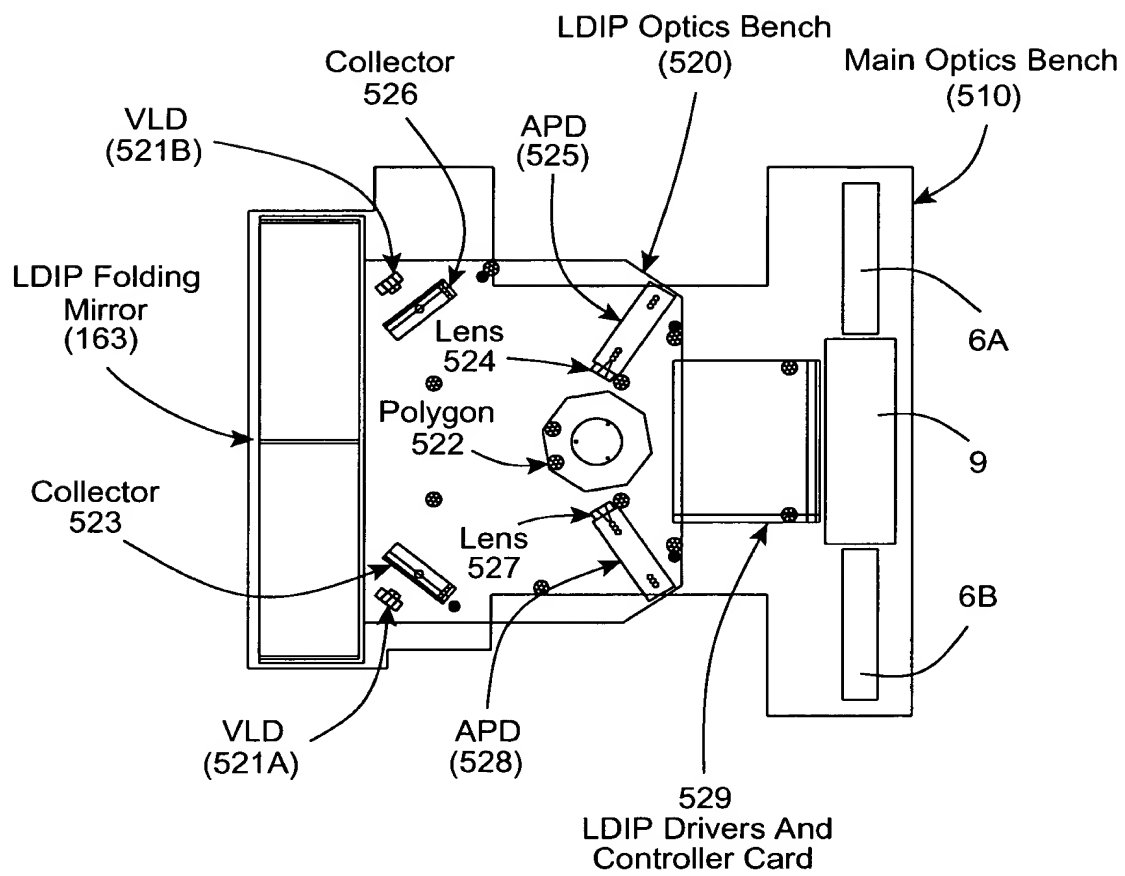 LDIP Optics Bench
(520)
Main Optics Bench
(510)
Collector
526
VLD
(521B)
APD
(525)
LDIP Folding
Mirror
(163)
Lens
524
6A
Polygon
522
9
Collector
523
Lens
527
6B
VLD
(521A)
APD
(528)
529
LDIP Drivers And
Controller Card